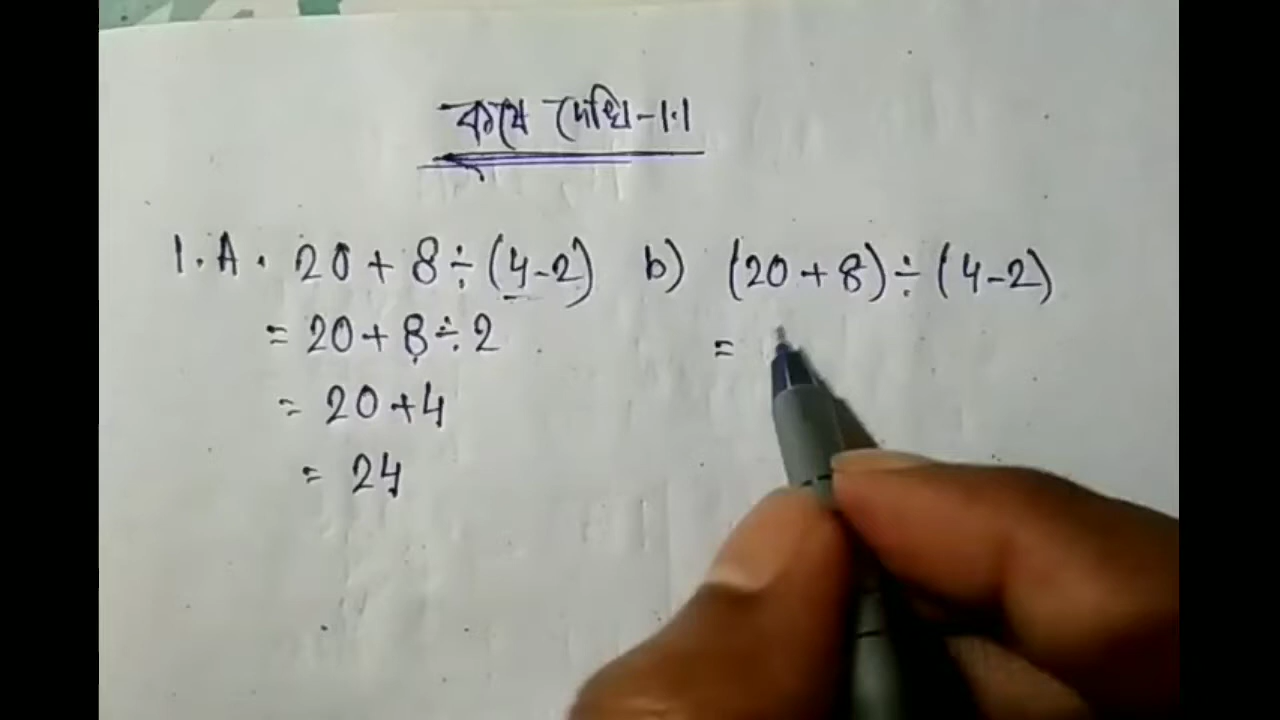 কষে দেখি-1.1
1.A. 20 + 8 ÷ (4-2)
= 20 + 8 ÷ 2
= 20 + 4
= 24
b) (20 + 8) ÷ (4-2)
=